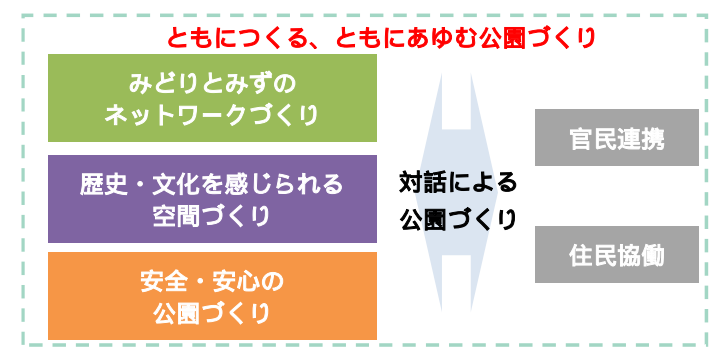 ともにつくる、ともにあゆむ公園づくり
みどりとみずの
ネットワークづくり
歴史・文化を感じられる
空間づくり
安全・安心の
公園づくり
対話による
公園づくり
官民連携
住民協働